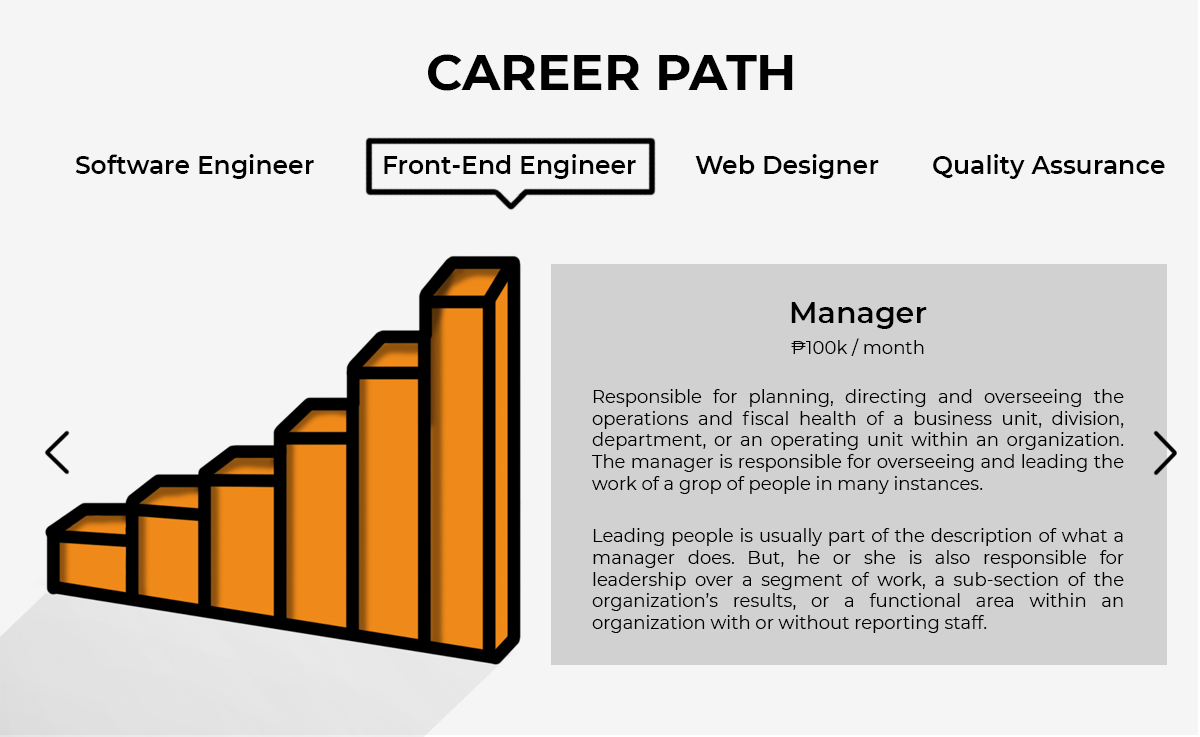 CAREER PATH
Software Engineer
Front-End Engineer
Web Designer
Quality Assurance
Manager
₱100k / month
Responsible for planning, directing and overseeing the
operations and fiscal health of a business unit, division,
department, or an operating unit within an organization.
The manager is responsible for overseeing and leading the
work of a grop of people in many instances.
Leading people is usually part of the description of what a
manager does. But, he or she is also responsible for
leadership over a segment of work, a sub-section of the
organization's results, or a functional area within an
organization with or without reporting staff.